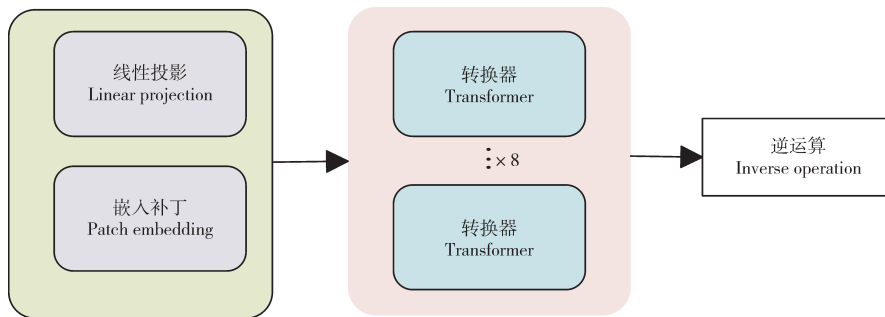 线性投影
Linear projection
嵌入补丁
Patch embedding
转换器
Transformer
⋮×8
转换器
Transformer
逆运算
Inverse operation